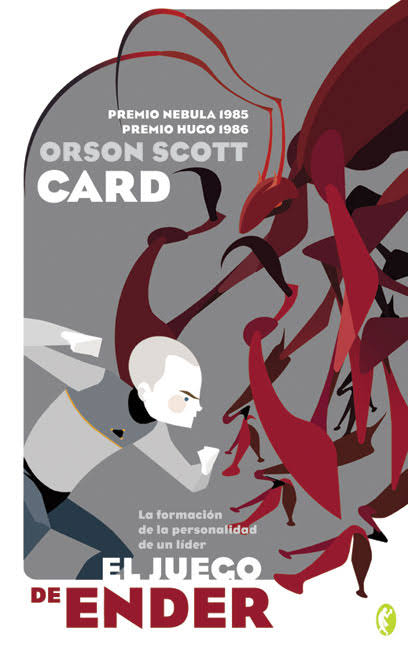 PREMIO NEBULA 1985
PREMIO HUGO 1986
ORSON SCOTT
CARD
La formación
de la personalidad
de un líder
EL JUEGO
DE ENDER